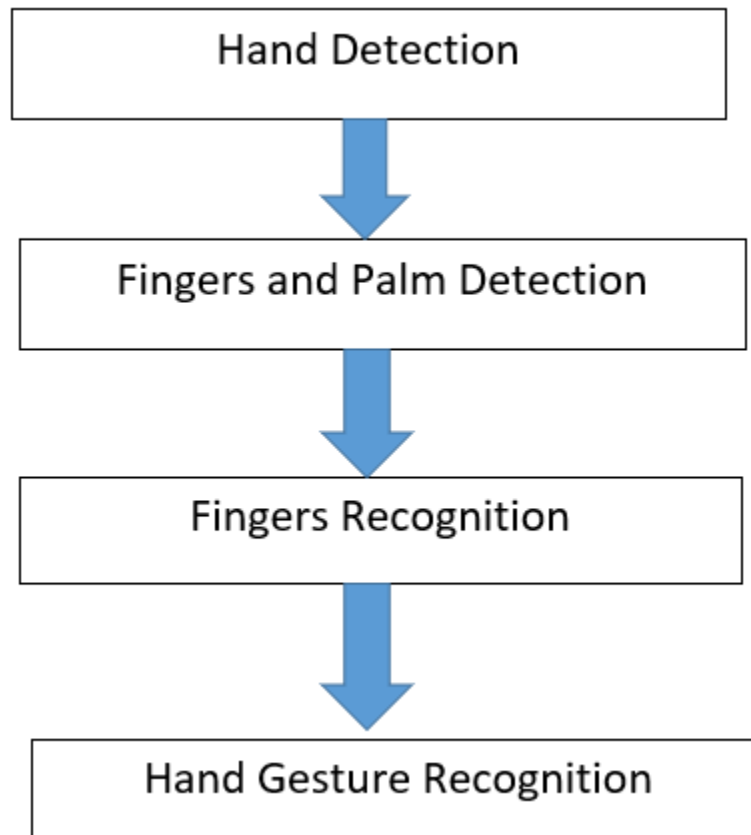 Hand Detection
Fingers and Palm Detection
Fingers Recognition
Hand Gesture Recognition